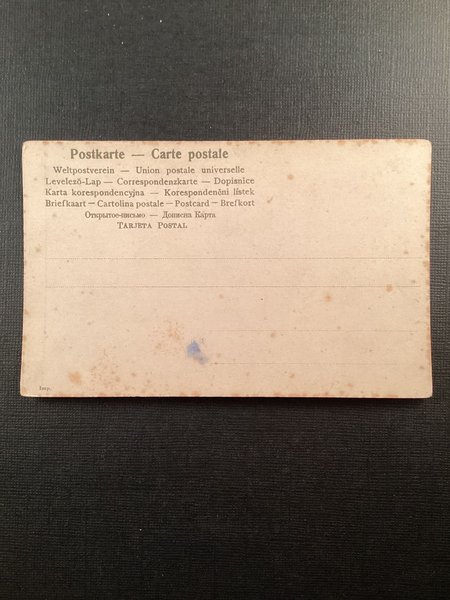 Postkarte — Carte postale
Weltpostverein — Union postale universelle
Levelező-Lap — Correspondenzkarte — Dopisnice
Karta korespondencyjna — Korespondenčni lístek
Briefkaart — Cartolina postale — Postcard — Brefkort
Открытое-письмо — Дописна Карта
TARJETA POSTAL
Imp.